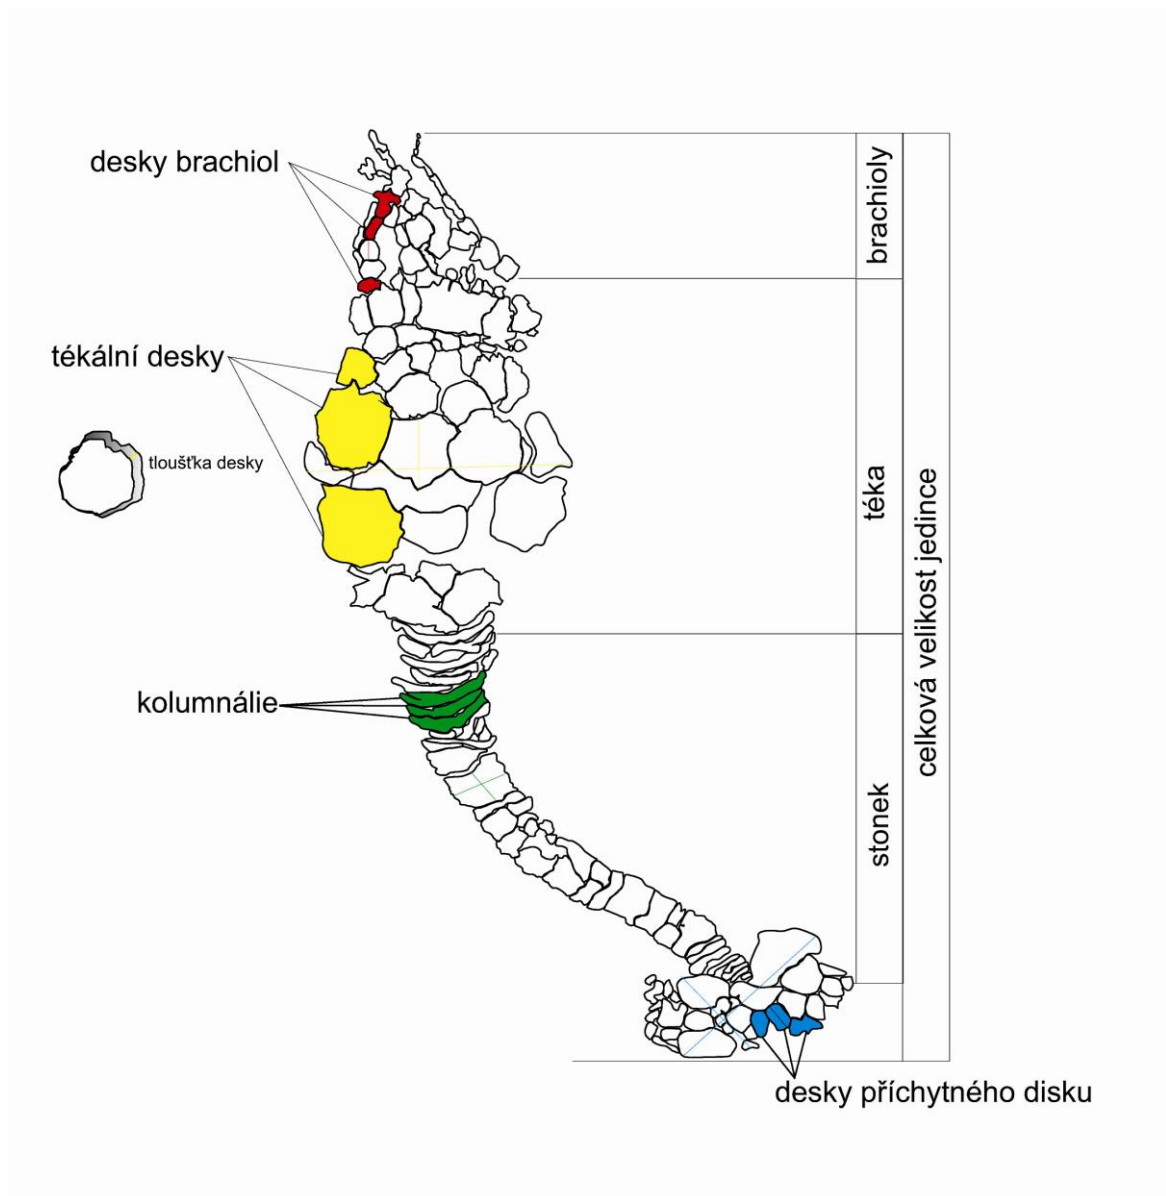 desky brachiol
brachioly
tékální desky
tloušťka desky
téka
celková velikost jedince
kolumnálie
stonek
desky příchytného disku